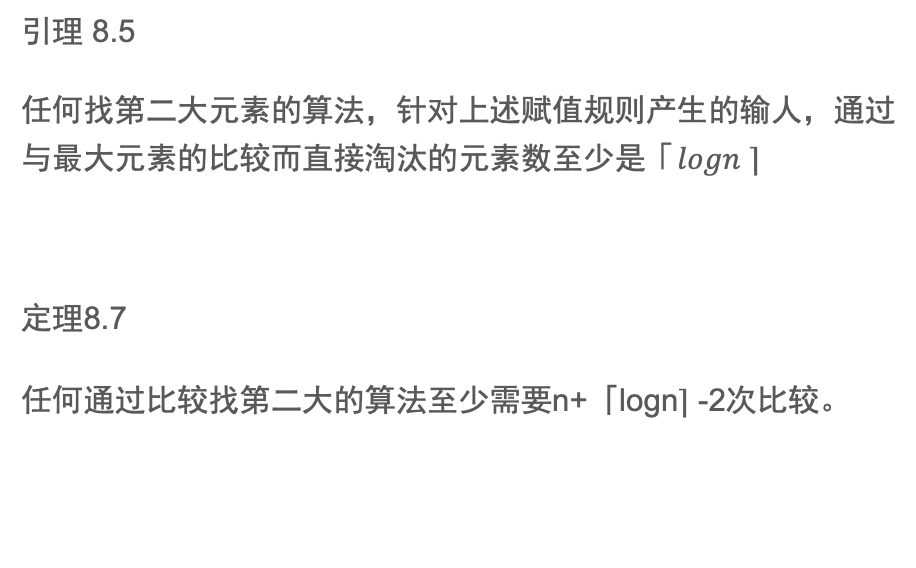 引理 8.5
任何找第二大元素的算法，针对上述赋值规则产生的输人，通过
与最大元素的比较而直接淘汰的元素数至少是「logn ⌉
定理8.7
任何通过比较找第二大的算法至少需要n+「logn⌉ -2次比较。